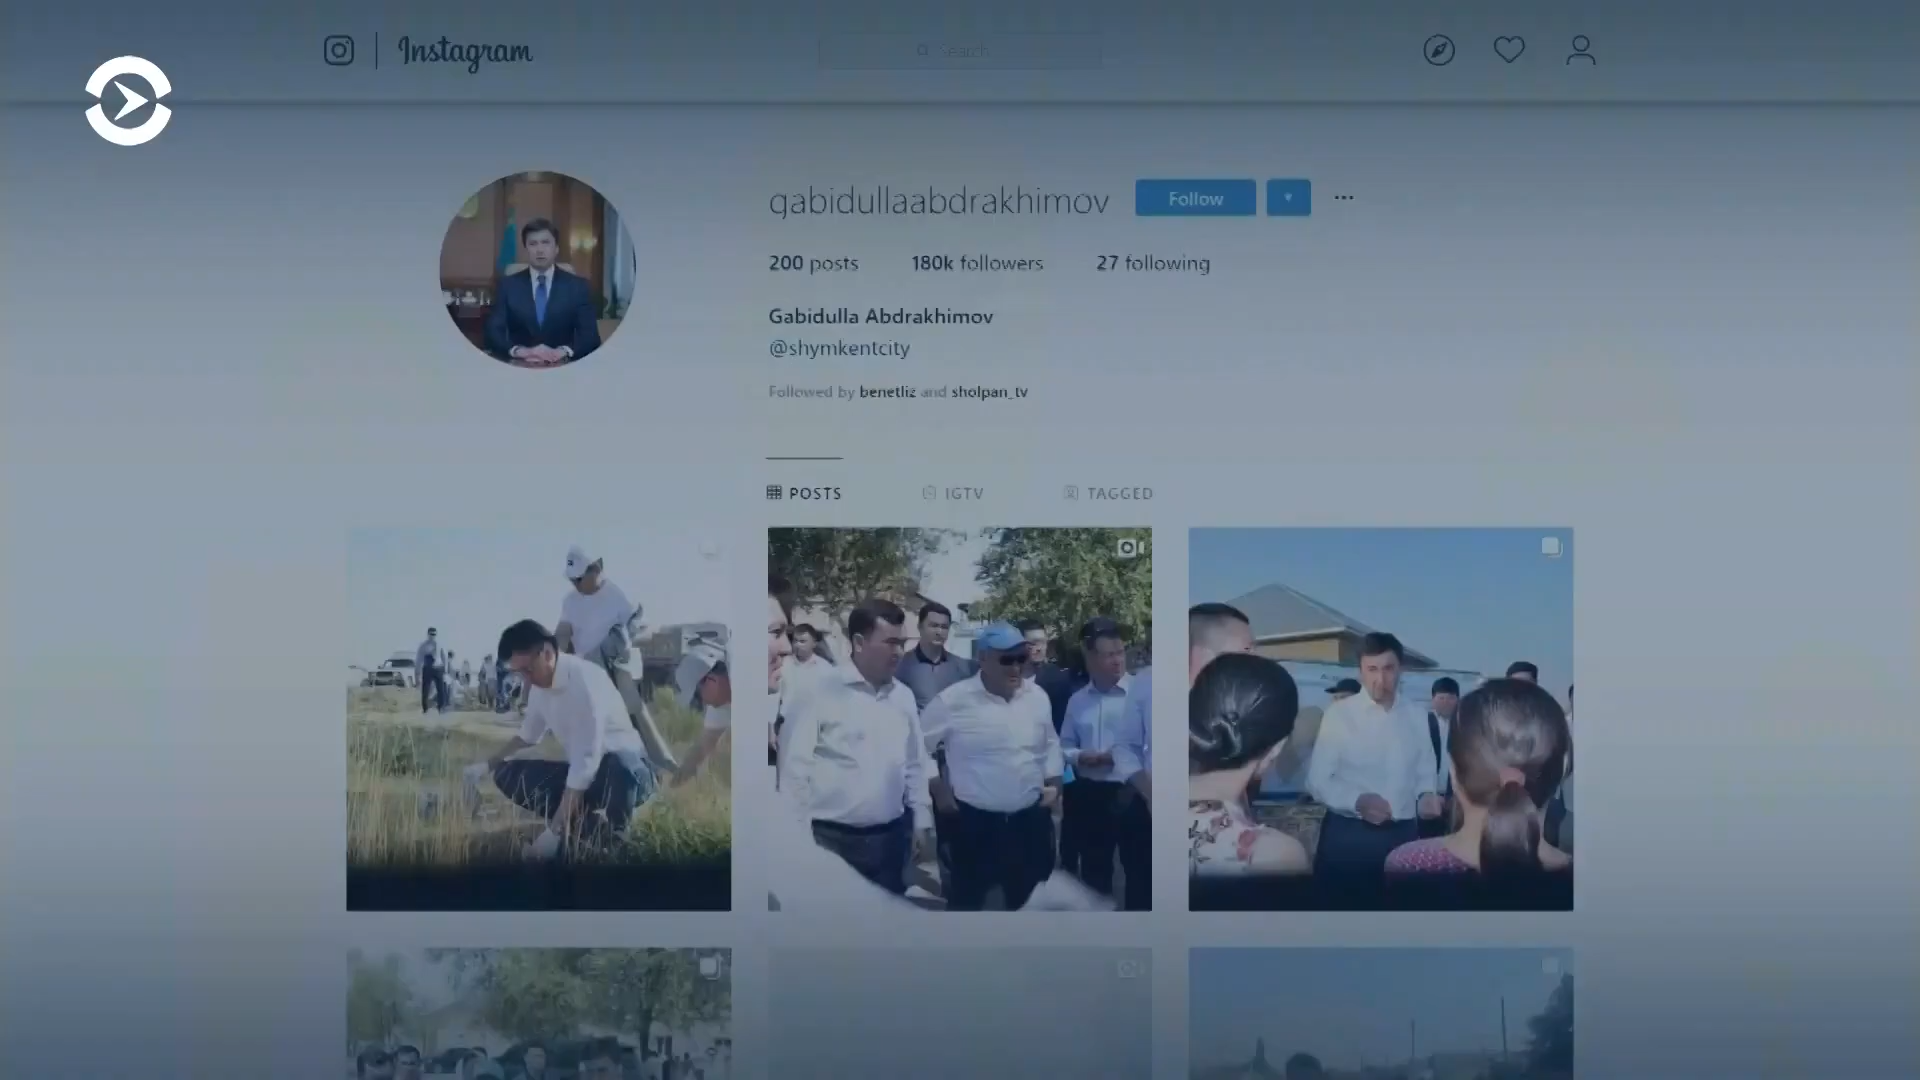 Instagram
Search
gabidullaabdrakhimov
Follow
200 posts 180k followers 27 following
Gabidulla Abdrakhimov
@shymkentcity
Followed by benetliz and sholpan_tv
POSTS IGTV TAGGED